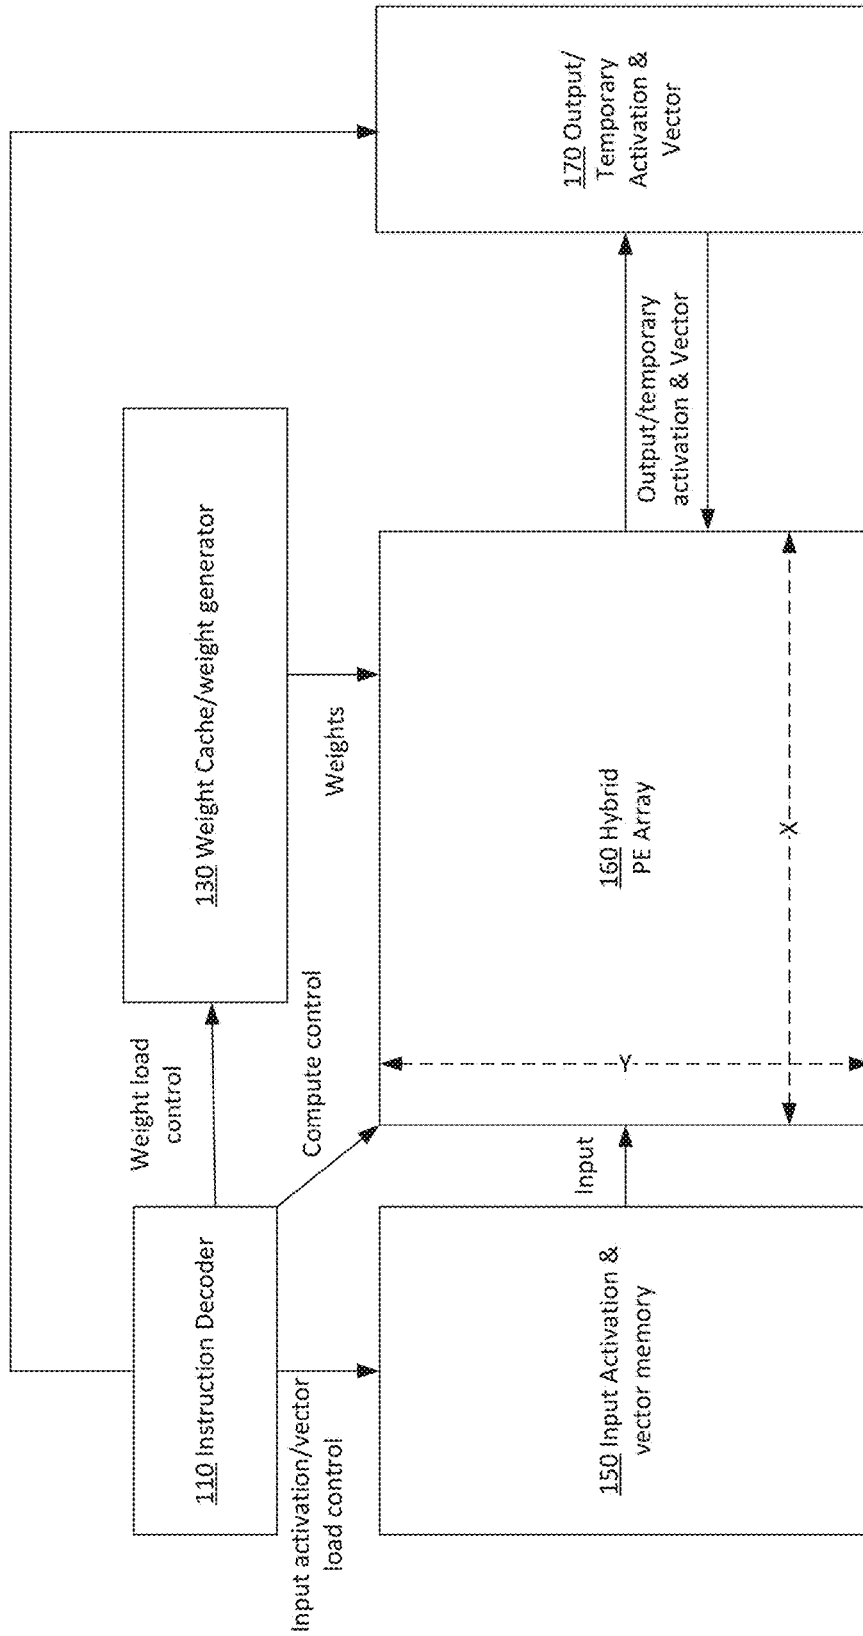 110 Instruction Decoder
Weight load
control
130 Weight Cache/weight generator
Input activation/vector
load control
Compute control
Weights
150 Input Activation &
vector memory
Input
Y
160 Hybrid
PE Array
X
Output/temporary
activation & Vector
170 Output/
Temporary
Activation &
Vector